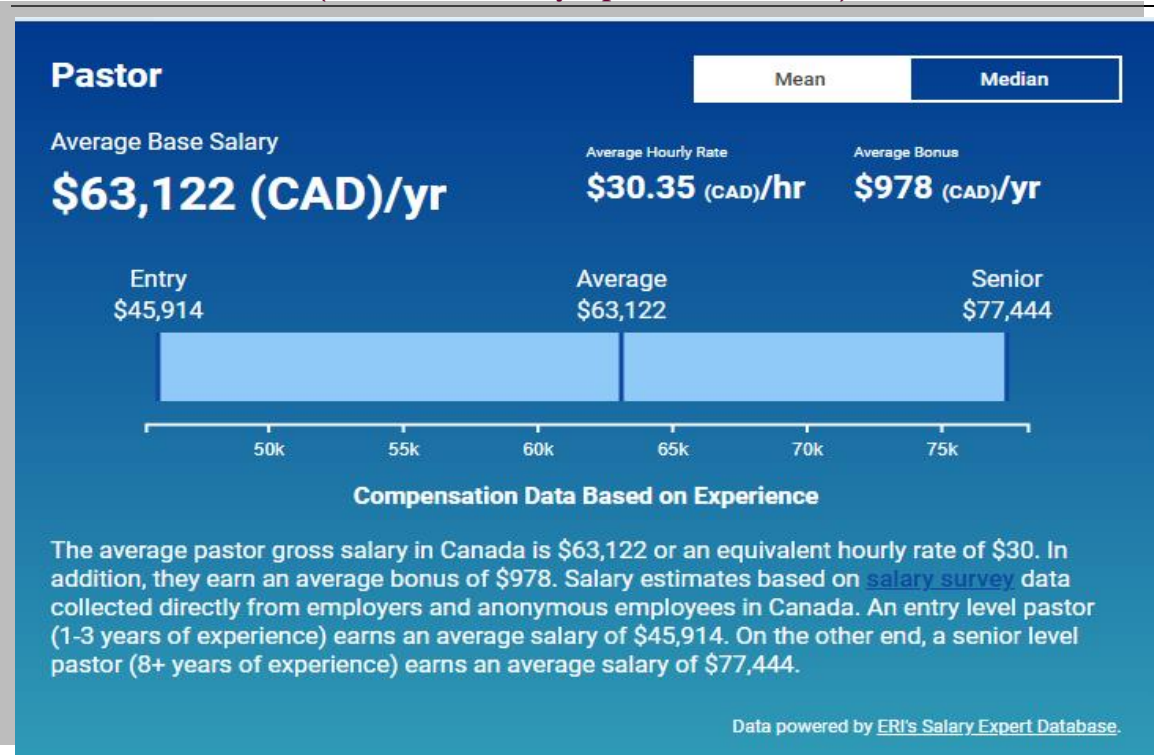 Pastor
Mean
Median
Average Base Salary
$63,122 (CAD)/yr
Average Hourly Rate
$30.35 (CAD)/hr
Average Bonus
$978 (CAD)/yr
Entry
$45,914
Average
$63,122
Senior
$77,444
50k 55k 60k 65k 70k 75k
Compensation Data Based on Experience
The average pastor gross salary in Canada is $63,122 or an equivalent hourly rate of $30. In
addition, they earn an average bonus of $978. Salary estimates based on salary survey data
collected directly from employers and anonymous employees in Canada. An entry level pastor
(1-3 years of experience) earns an average salary of $45,914. On the other end, a senior level
pastor (8+ years of experience) earns an average salary of $77,444.
Data powered by ERI's Salary Expert Database.